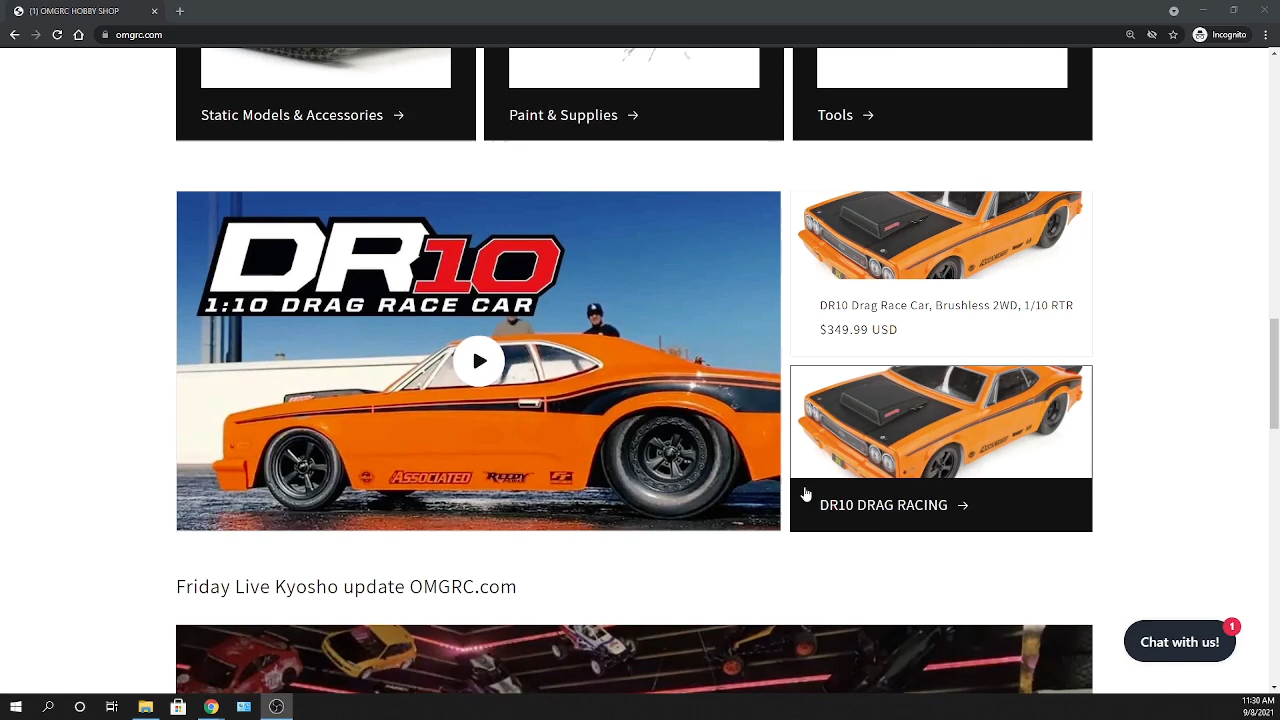 (1) OMGRC HOBBY SHOP
omgrc.com
Incognito
Static Models & Accessories →
Paint & Supplies →
Tools →
DR10
1:10 DRAG RACE CAR
ASSOCIATED
REEDY
DR10 Drag Race Car, Brushless 2WD, 1/10 RTR
$349.99 USD
DR10 DRAG RACING →
Friday Live Kyosho update OMGRC.com
1
Chat with us!
11:30 AM
9/8/2021